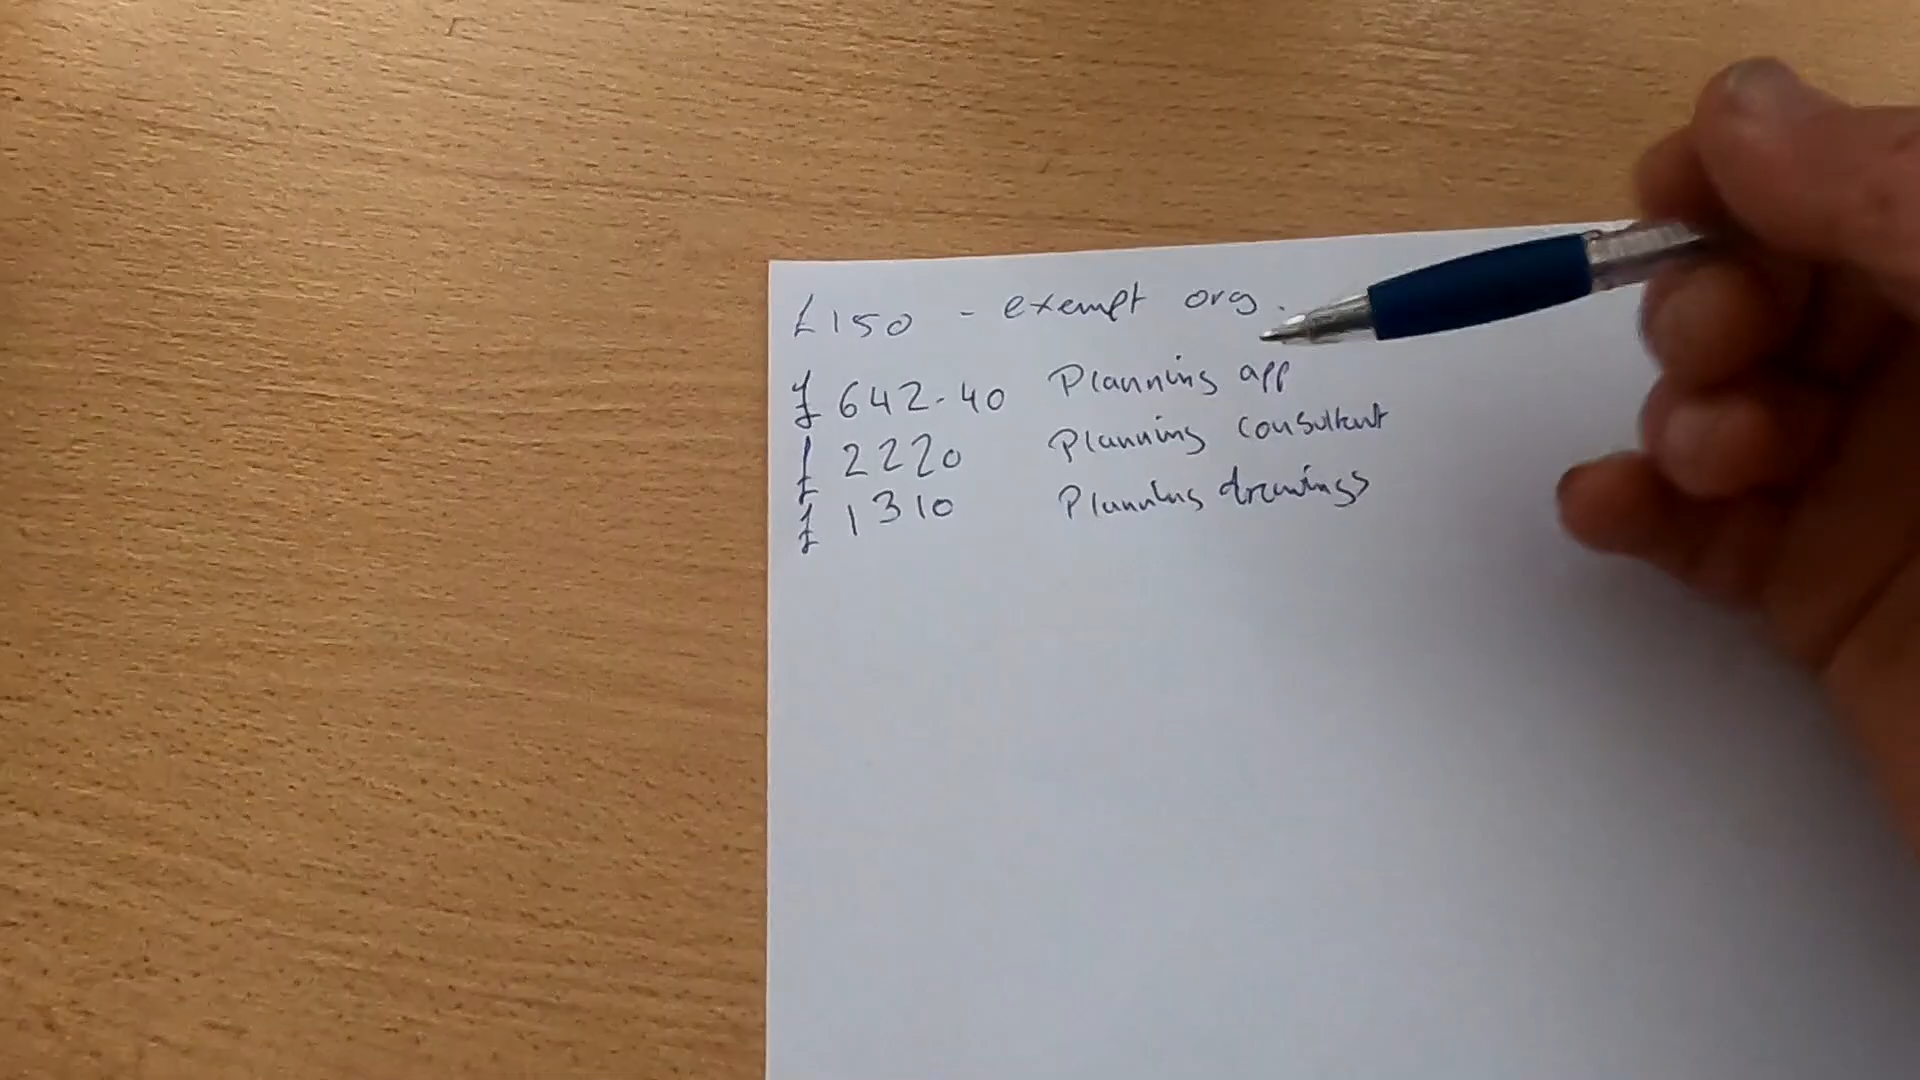 £150 - exempt org.
£642.40 Planning app
£2220 Planning consultant
£1310 Planning drawings